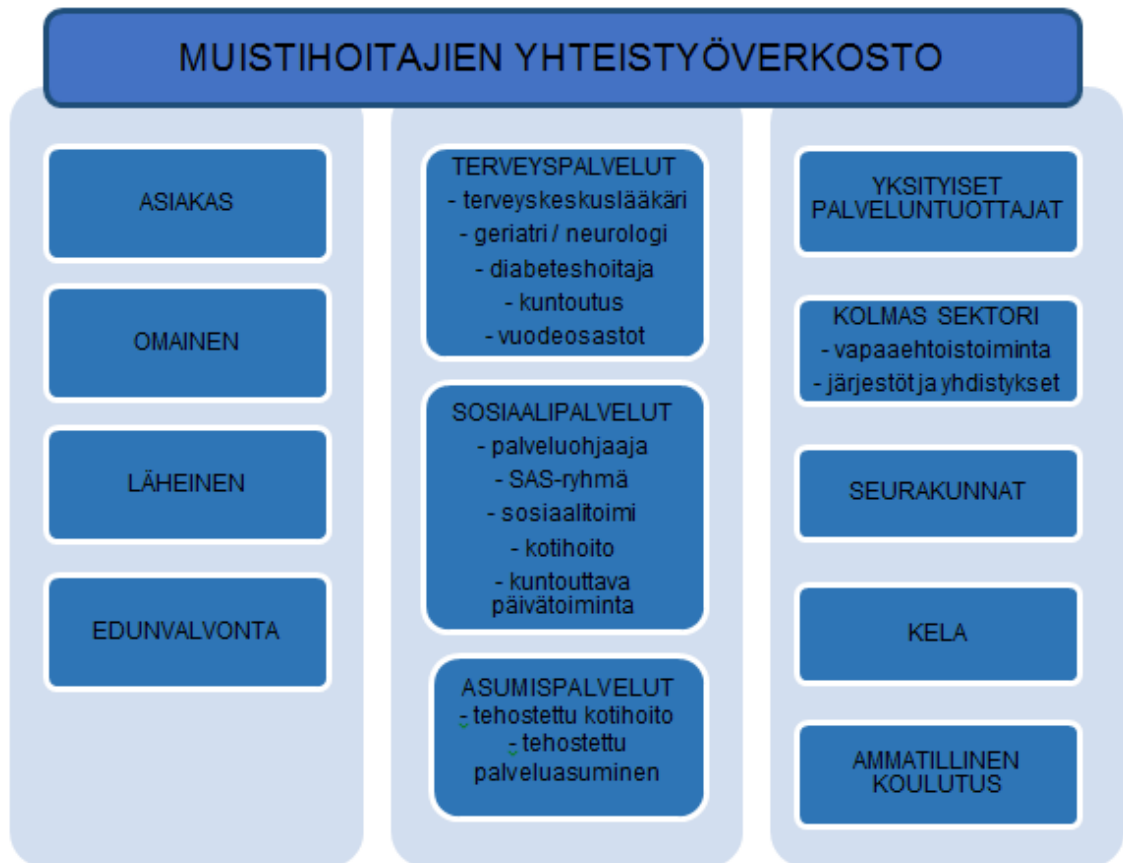 MUISTIHOITAJIEN YHTEISTYÖVERKOSTO
ASIAKAS
OMAINEN
LÄHEINEN
EDUNVALVONTA
TERVEYSPALVELUT
- terveyskeskuslääkäri
- geriatri / neurologi
- diabeteshoitaja
- kuntoutus
- vuodeosastot
SOSIAALIPALVELUT
- palveluohjaaja
- SAS-ryhmä
- sosiaalitoimi
- kotihoito
- kuntouttava
päivätoiminta
ASUMISPALVELUT
- tehostettu kotihoito
- tehostettu
palveluasuminen
YKSITYISET
PALVELUNTUOTTAJAT
KOLMAS SEKTORI
- vapaaehtoistoiminta
- järjestöt ja yhdistykset
SEURAKUNNAT
KELA
AMMATILLINEN
KOULUTUS